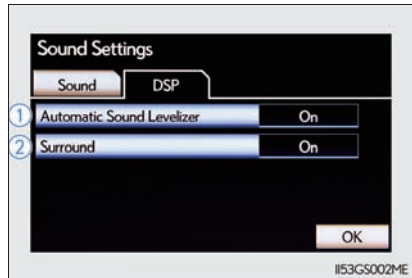 Sound Settings
Sound DSP
1 Automatic Sound Levelizer On
2 Surround On
OK
II53GS002ME